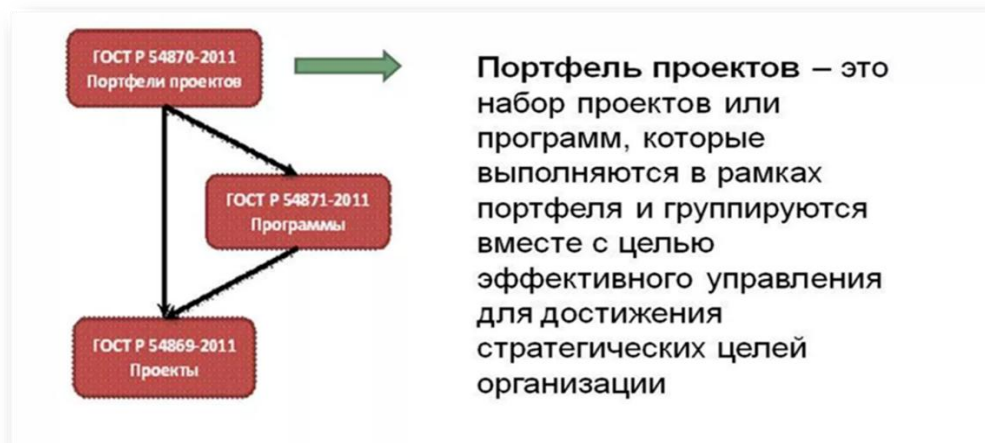 ГОСТ Р 54870-2011
Портфели проектов
ГОСТ Р 54871-2011
Программы
ГОСТ Р 54869-2011
Проекты
Портфель проектов – это
набор проектов или
программ, которые
выполняются в рамках
портфеля и группируются
вместе с целью
эффективного управления
для достижения
стратегических целей
организации